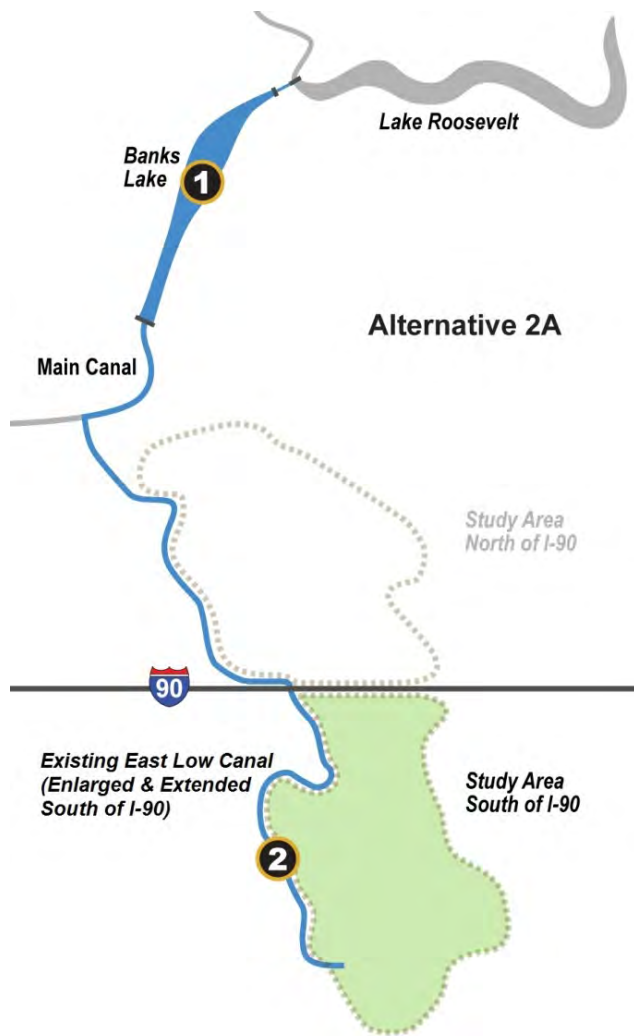 Lake Roosevelt
Banks
Lake
1
Alternative 2A
Main Canal
Study Area
North of I-90
90
Existing East Low Canal
(Enlarged & Extended
South of I-90)
Study Area
South of I-90
2